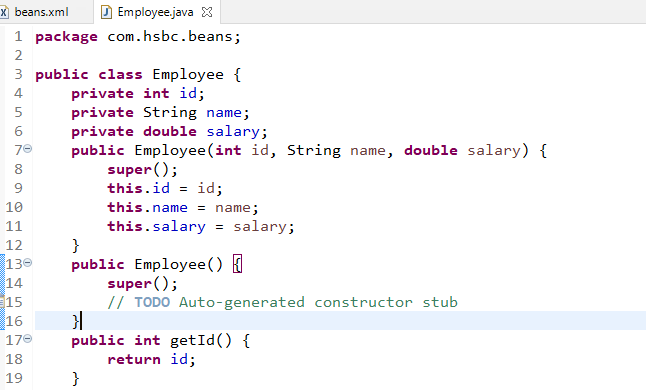 beans.xml Employee.java
1 package com.hsbc.beans;
2
3 public class Employee {
4     private int id;
5     private String name;
6     private double salary;
7     public Employee(int id, String name, double salary) {
8         super();
9         this.id = id;
10         this.name = name;
11         this.salary = salary;
12     }
13     public Employee() {
14         super();
15         // TODO Auto-generated constructor stub
16     }
17     public int getId() {
18         return id;
19     }